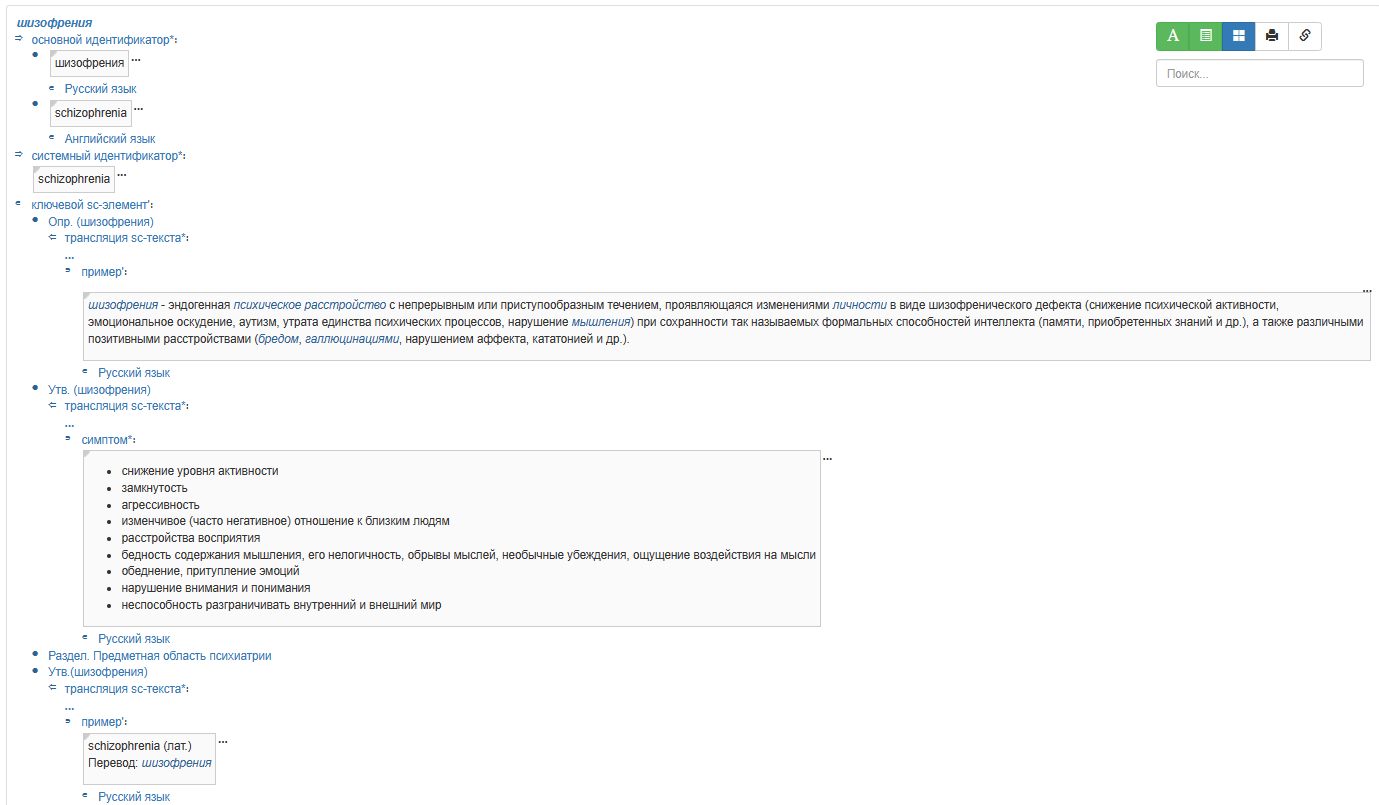 шизофрения
основной идентификатор*:
шизофрения
...
Русский язык
schizophrenia
...
Английский язык
системный идентификатор*:
schizophrenia
...
ключевой sc-элемент':
Опр. (шизофрения)
трансляция sc-текста*:
...
пример':
...
шизофрения - эндогенная психическое расстройство с непрерывным или приступообразным течением, проявляющаяся изменениями личности в виде шизофренического дефекта (снижение психической активности,
эмоциональное оскудение, аутизм, утрата единства психических процессов, нарушение мышления) при сохранности так называемых формальных способностей интеллекта (памяти, приобретенных знаний и др.), а также различными
позитивными расстройствами (бредом, галлюцинациями, нарушением аффекта, кататонией и др.).
Русский язык
Утв. (шизофрения)
трансляция sc-текста*:
...
симптом*:
...
снижение уровня активности
замкнутость
агрессивность
изменчивое (часто негативное) отношение к близким людям
расстройства восприятия
бедность содержания мышления, его нелогичность, обрывы мыслей, необычные убеждения, ощущение воздействия на мысли
обеднение, притупление эмоций
нарушение внимания и понимания
неспособность разграничивать внутренний и внешний мир
Русский язык
Раздел. Предметная область психиатрии
Утв.(шизофрения)
трансляция sc-текста*:
...
пример':
schizophrenia (лат.)
...
Перевод: шизофрения
Русский язык
A
Поиск...